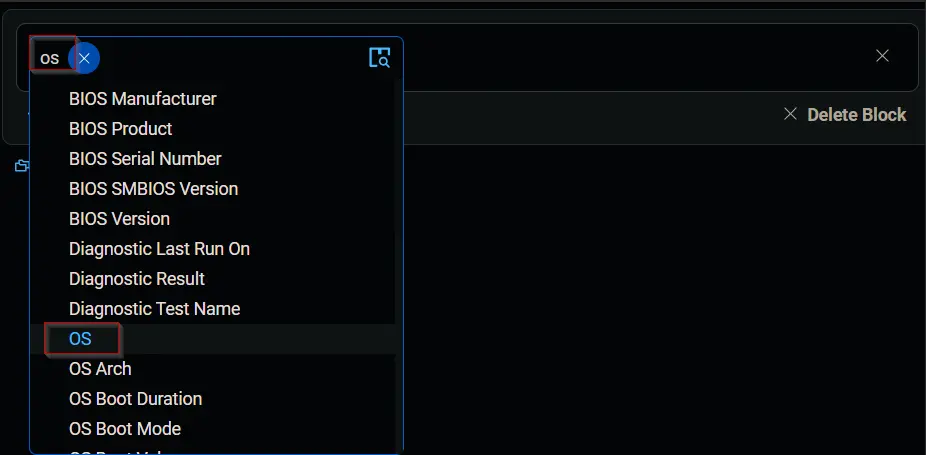 os
BIOS Manufacturer
BIOS Product
Delete Block
BIOS Serial Number
BIOS SMBIOS Version
BIOS Version
Diagnostic Last Run On
Diagnostic Result
Diagnostic Test Name
OS
OS Arch
OS Boot Duration
OS Boot Mode